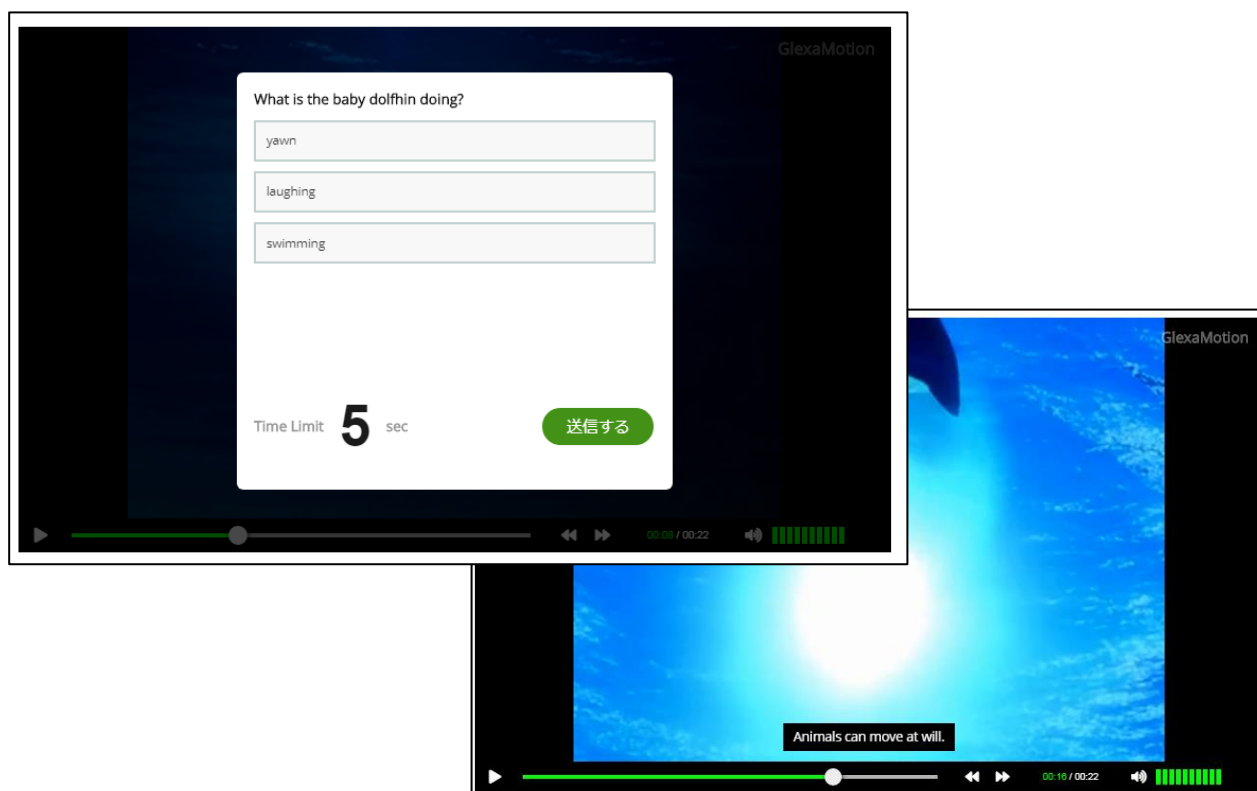 GlexaMotion
What is the baby dolfhin doing?
yawn
laughing
swimming
Time Limit 5 sec
送信する
00:08 / 00:22
GlexaMotion
Animals can move at will.
00:16 / 00:22